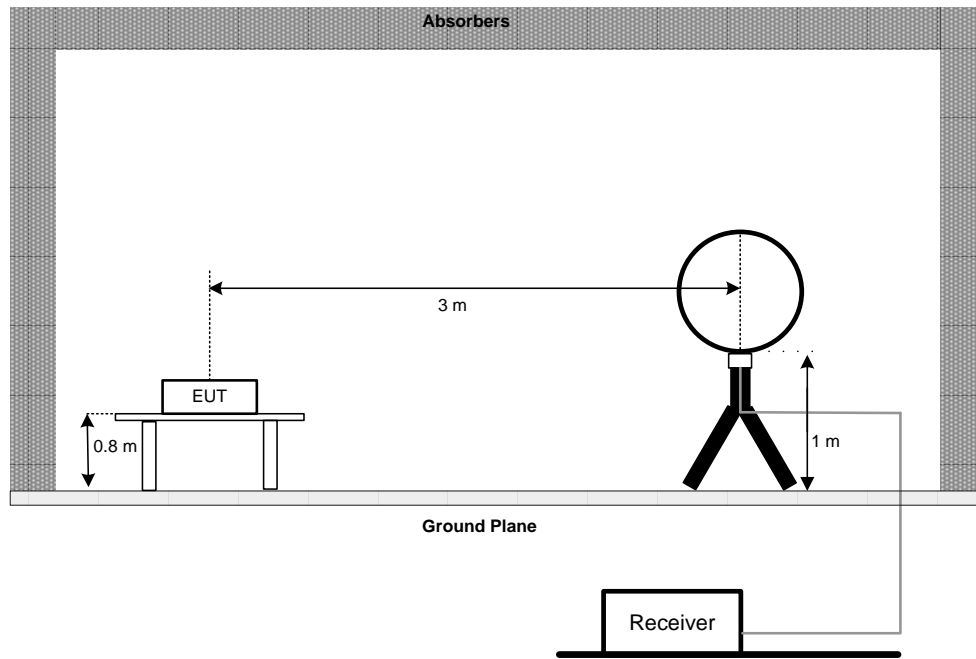 Absorbers
3 m
EUT
0.8 m
1 m
Ground Plane
Receiver